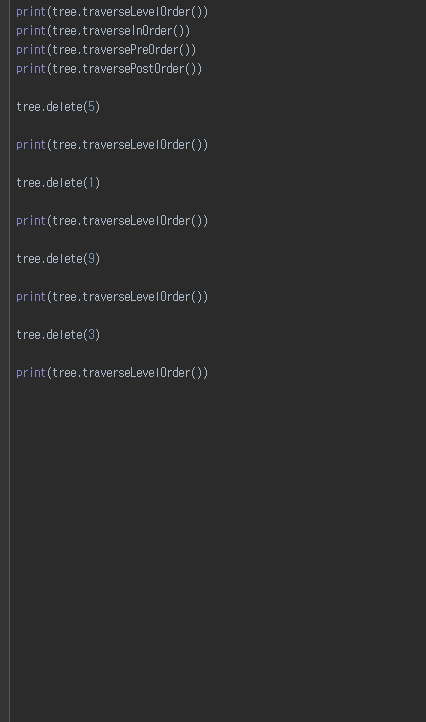 print(tree.traverseLevelOrder())
print(tree.traverseInOrder())
print(tree.traversePreOrder())
print(tree.traversePostOrder())
tree.delete(5)
print(tree.traverseLevelOrder())
tree.delete(1)
print(tree.traverseLevelOrder())
tree.delete(9)
print(tree.traverseLevelOrder())
tree.delete(3)
print(tree.traverseLevelOrder())